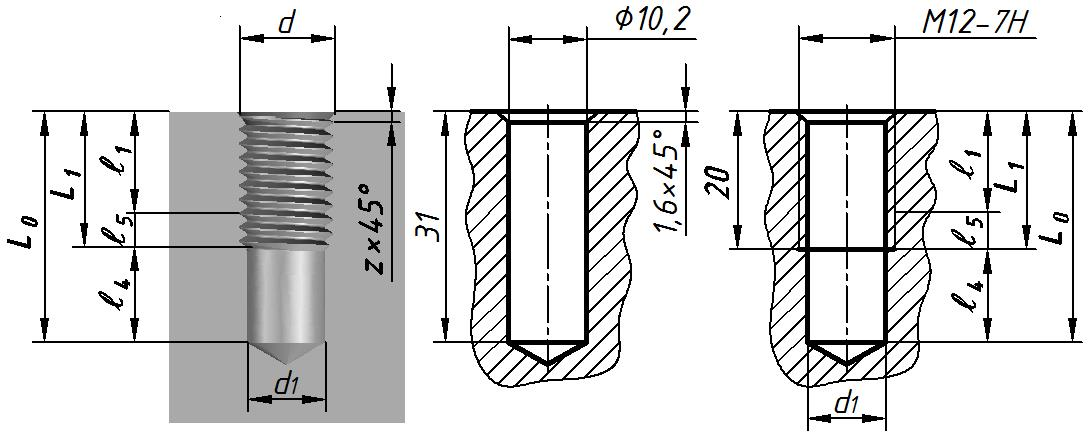 d
L₀
L₁
ℓ₁
ℓ₅
ℓ₄
z×45°
d₁
Φ10,2
31
1,6×45°
M12-7H
20
ℓ₁
ℓ₅
ℓ₄
L₁
L₀
d₁